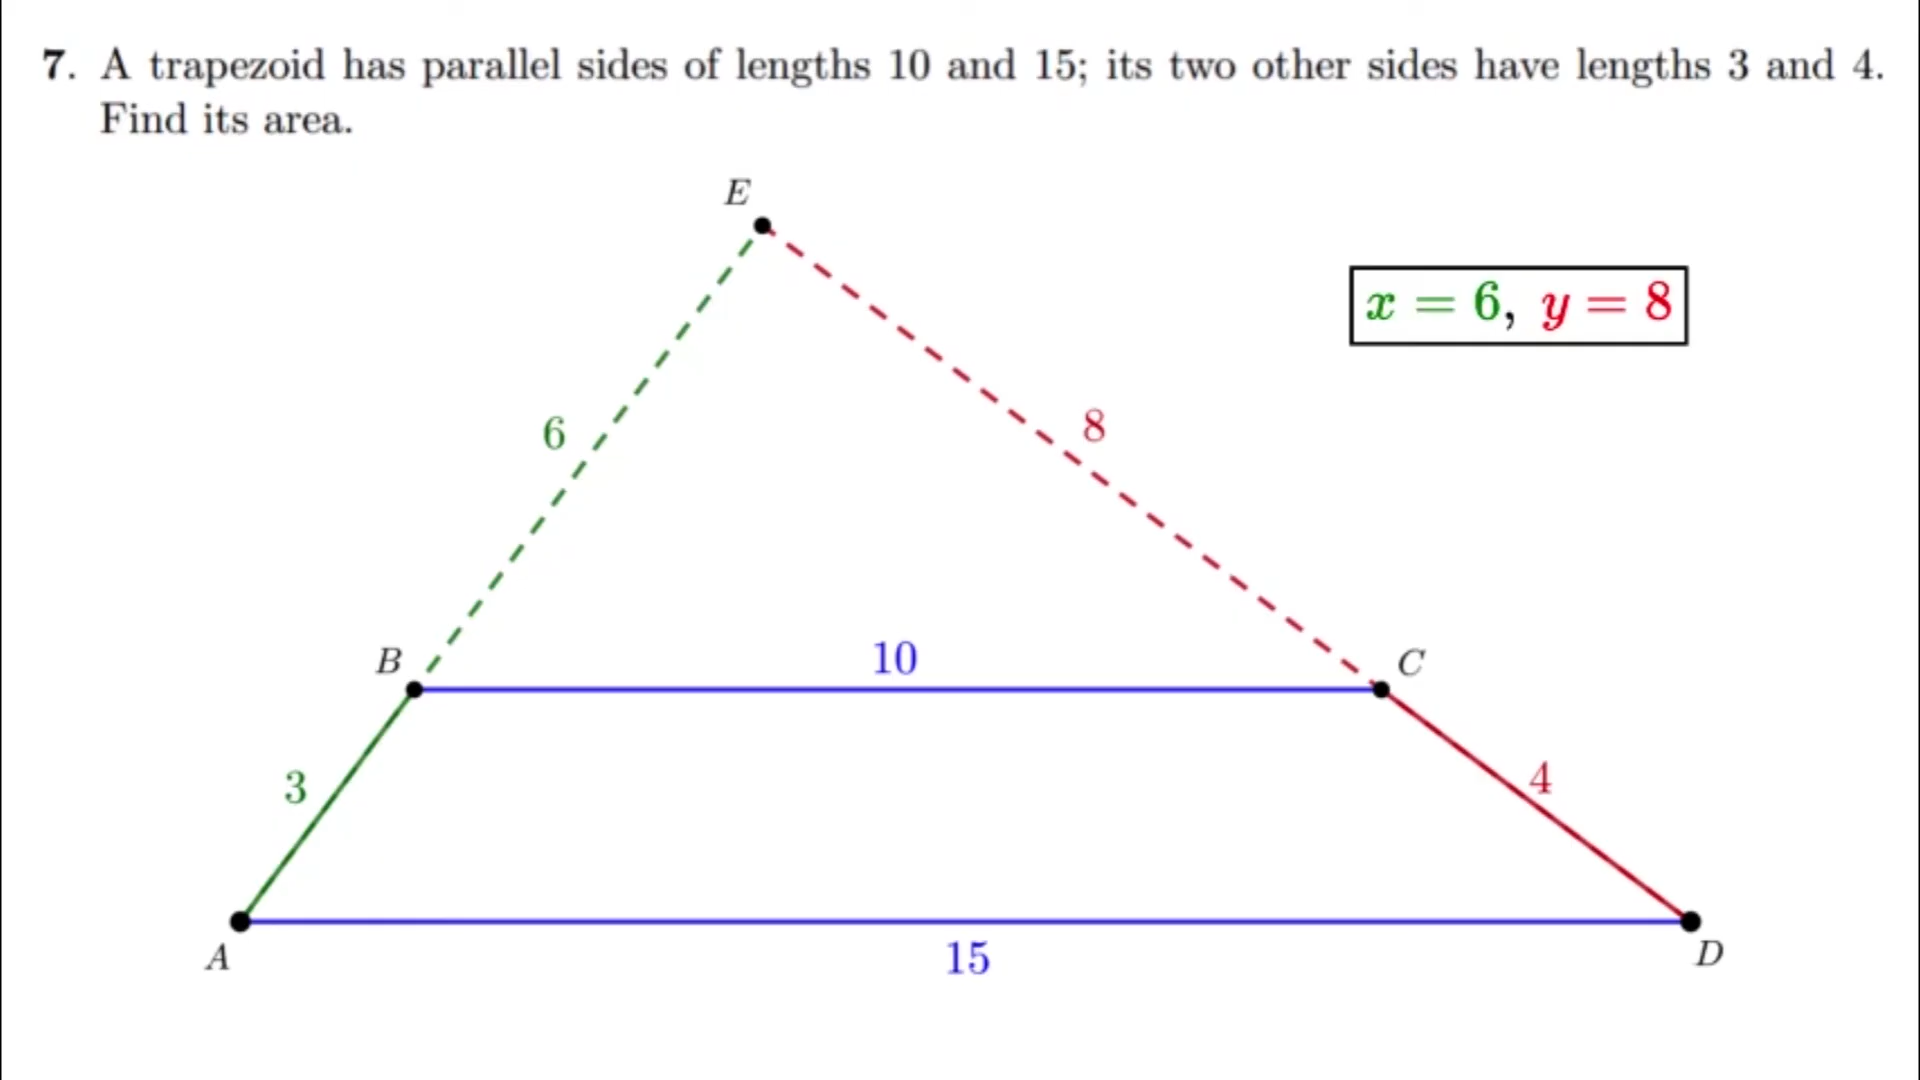 7. A trapezoid has parallel sides of lengths 10 and 15; its two other sides have lengths 3 and 4.
Find its area.
E
x = 6, y = 8
6
8
B
10
C
3
4
A
15
D